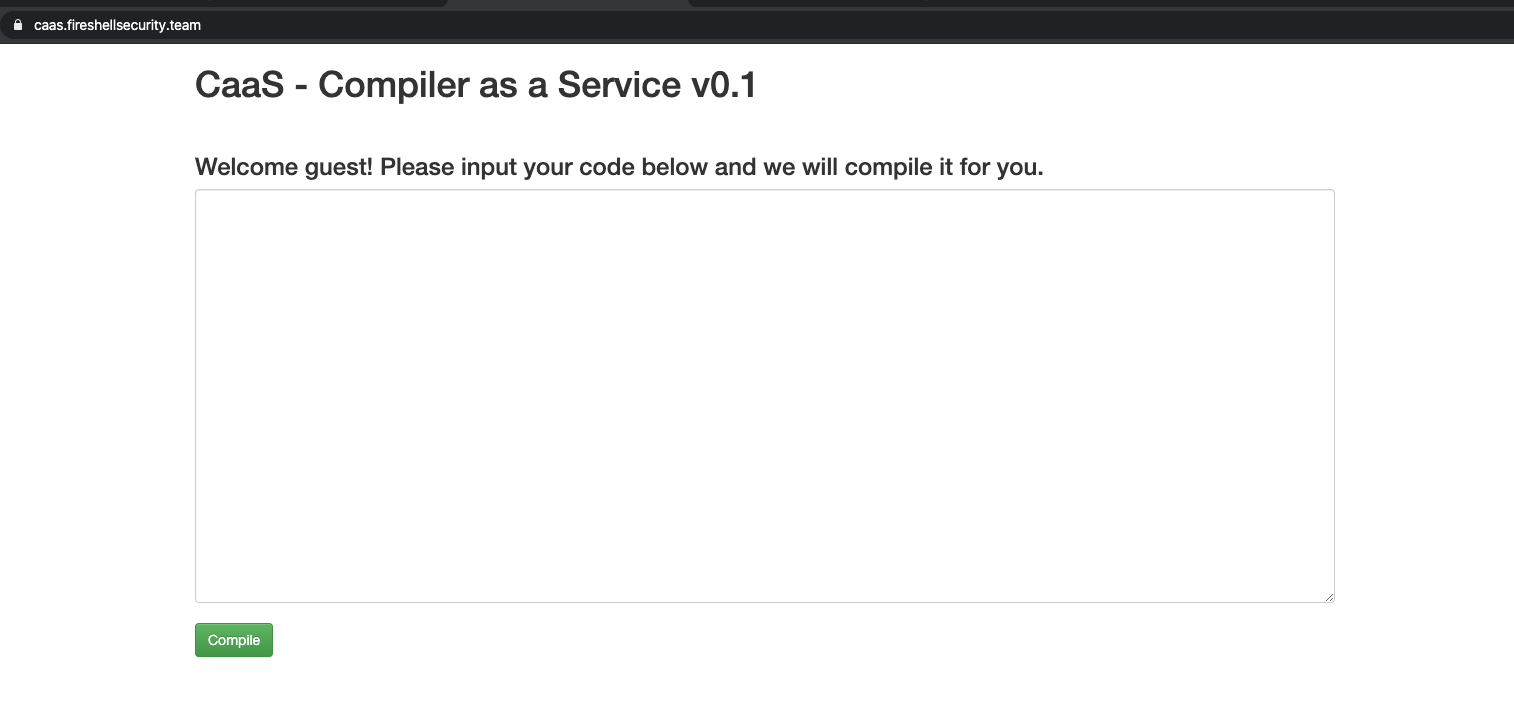 caas.fireshellsecurity.team
CaaS - Compiler as a Service v0.1
Welcome guest! Please input your code below and we will compile it for you.
Compile